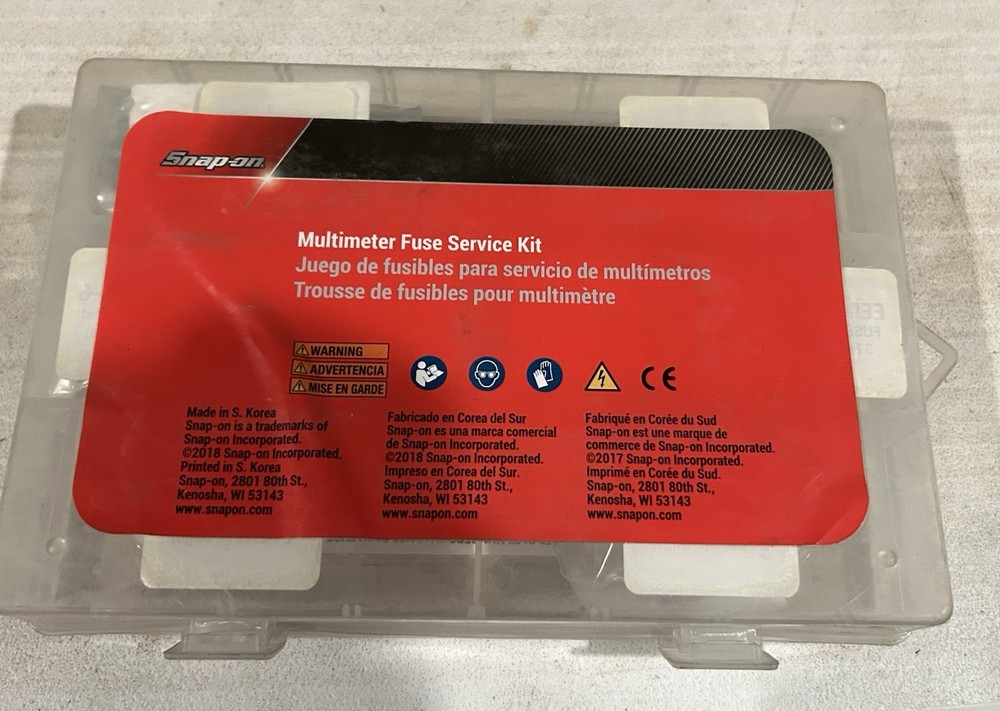 Snap-on
Multimeter Fuse Service Kit
Juego de fusibles para servicio de multímetros
Trousse de fusibles pour multimètre
WARNING
ADVERTENCIA
MISE EN GARDE
CE
Made in S. Korea
Snap-on is a trademarks of
Snap-on Incorporated.
©2018 Snap-on Incorporated.
Printed in S. Korea
Snap-on, 2801 80th St.,
Kenosha, WI 53143
www.snapon.com
Fabricado en Corea del Sur
Snap-on es una marca comercial
de Snap-on Incorporated.
©2018 Snap-on Incorporated.
Impreso en Corea del Sur.
Snap-on, 2801 80th St.,
Kenosha, WI 53143
www.snapon.com
Fabriqué en Corée du Sud
Snap-on est une marque de
commerce de Snap-on Incorporated.
©2017 Snap-on Incorporated.
Imprimé en Corée du Sud.
Snap-on, 2801 80th St.,
Kenosha, WI 53143
www.snapon.com